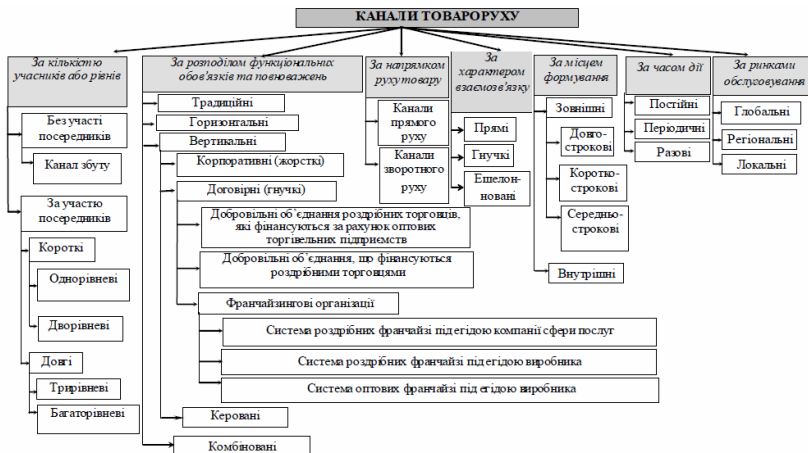 КАНАЛИ ТОВАРОРУХУ
За кількістю
учасників або рівнів
Без участі
посередників
Канал збуту
За участю
посередників
Короткі
Однорівневі
Дворівневі
Довгі
Трирівневі
Багаторівневі
За розподілом функціональних
обов'язків та повноважень
Традиційні
Горизонтальні
Вертикальні
Корпоративні (жорсткі)
Договірні (гнучкі)
Добровільні об’єднання роздрібних торговців,
які фінансуються за рахунок оптових
торгівельних підприємств
Добровільні об’єднання, що фінансуються
роздрібними торговцями
Франчайзингові організації
Система роздрібних франчайзі під егідою компанії сфери послуг
Система роздрібних франчайзі під егідою виробника
Система оптових франчайзі під егідою виробника
Керовані
Комбіновані
За напрямком
руху товару
Канали
прямого
руху
Канали
зворотного
руху
За
характером
взаємозв'язку
Прямі
Гнучкі
Ешелон-
новані
За місцем
формування
Зовнішні
Довго-
строкові
Коротко-
строкові
Середньо-
строкові
Внутрішні
За часом дії
Постійні
Періодичні
Разові
За ринками
обслуговування
Глобальні
Регіональні
Локальні